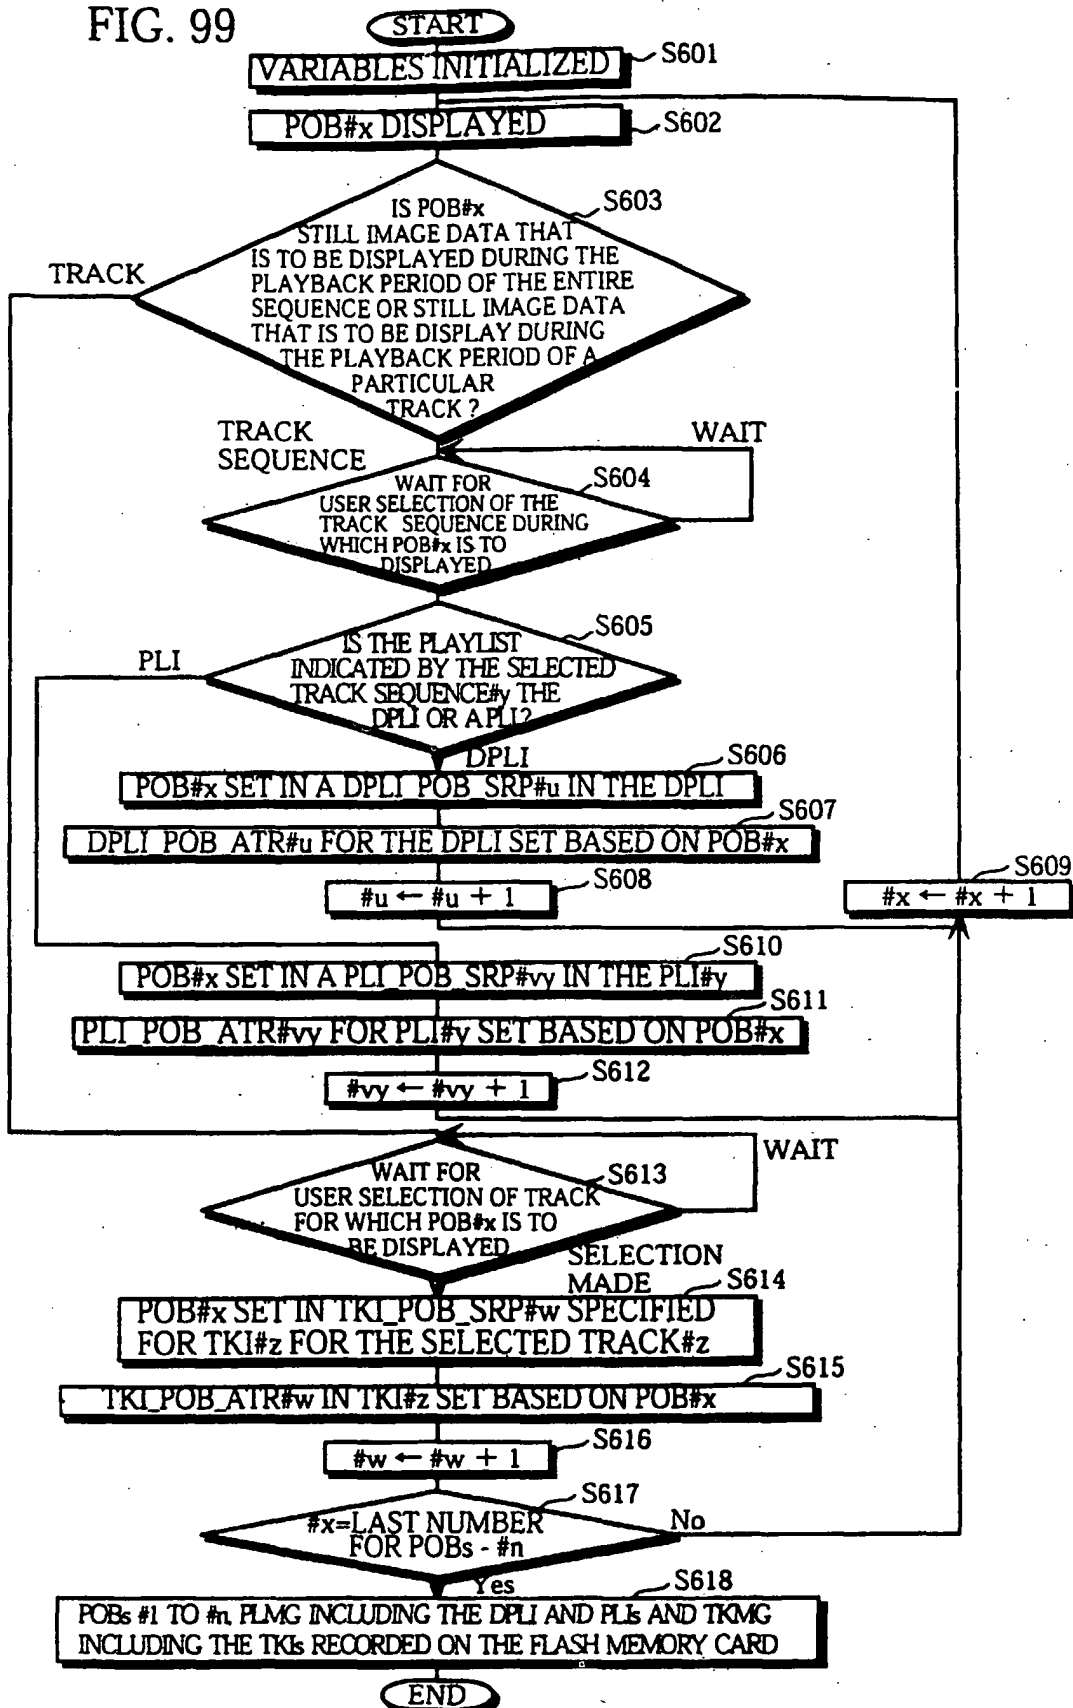 FIG. 99
START
VARIABLES INITIALIZED
S601
POB#x DISPLAYED
S602
S603
IS POB#x
STILL IMAGE DATA THAT
IS TO BE DISPLAYED DURING THE
PLAYBACK PERIOD OF THE ENTIRE
SEQUENCE OR STILL IMAGE DATA
THAT IS TO BE DISPLAY DURING
THE PLAYBACK PERIOD OF A
PARTICULAR
TRACK ?
TRACK
TRACK
SEQUENCE
WAIT
S604
WAIT FOR
USER SELECTION OF THE
TRACK SEQUENCE DURING
WHICH POB#x IS TO
DISPLAYED
S605
IS THE PLAYLIST
INDICATED BY THE SELECTED
TRACK SEQUENCE#y THE
DPLI OR A PLI?
PLI
DPLI
S606
POB#x SET IN A DPLI_POB_SRP#u IN THE DPLI
S607
DPLI_POB_ATR#u FOR THE DPLI SET BASED ON POB#x
S608
#u ← #u + 1
S609
#x ← #x + 1
S610
POB#x SET IN A PLI_POB_SRP#vy IN THE PLI#y
S611
PLI_POB_ATR#vy FOR PLI#y SET BASED ON POB#x
S612
#vy ← #vy + 1
WAIT
S613
WAIT FOR
USER SELECTION OF TRACK
FOR WHICH POB#x IS TO
BE DISPLAYED
SELECTION
MADE
S614
POB#x SET IN TKI_POB_SRP#w SPECIFIED
FOR TKI#z FOR THE SELECTED TRACK#z
S615
TKI_POB_ATR#w IN TKI#z SET BASED ON POB#x
S616
#w ← #w + 1
S617
#x=LAST NUMBER
FOR POBs - #n
No
Yes
S618
POBs #1 TO #n, PLMG INCLUDING THE DPLI AND PLIs AND TKMG
INCLUDING THE TKIs RECORDED ON THE FLASH MEMORY CARD
END